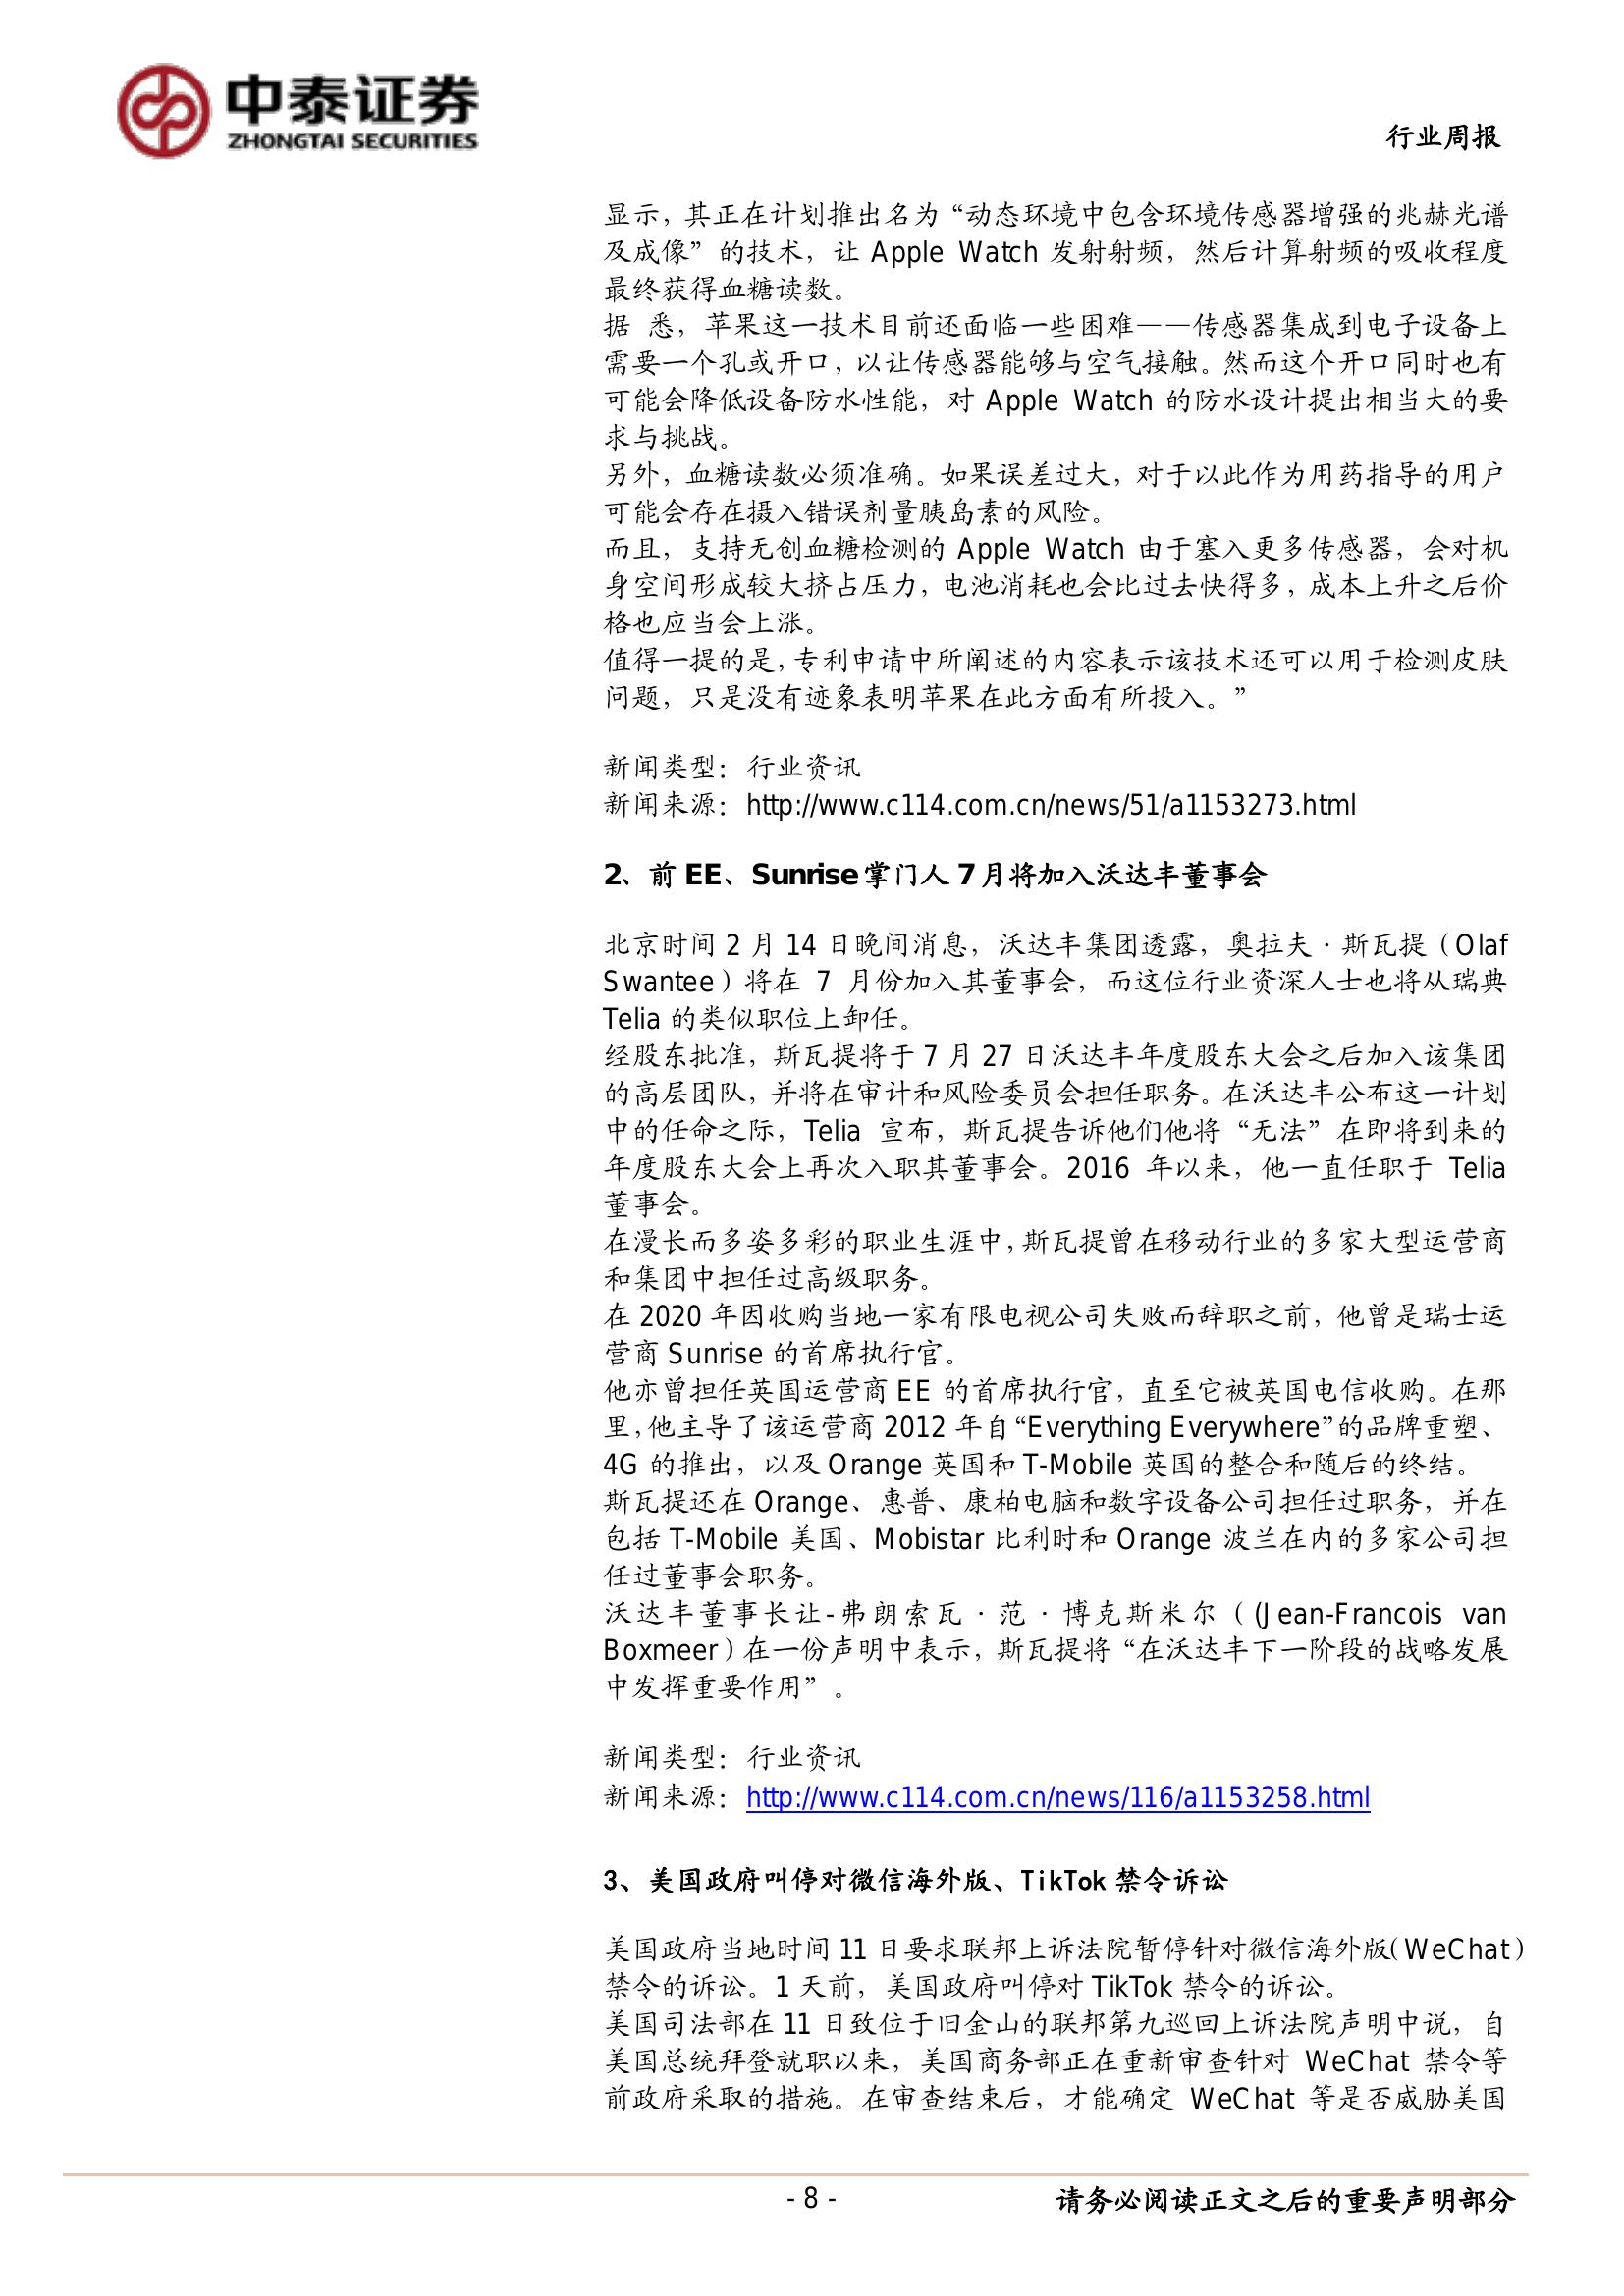 中泰证券
ZHONGTAI SECURITIES
行业周报
显示，其正在计划推出名为“动态环境中包含环境传感器增强的兆赫光谱
及成像”的技术，让 Apple Watch 发射射频，然后计算射频的吸收程度
最终获得血糖读数。
据 悉，苹果这一技术目前还面临一些困难——传感器集成到电子设备上
需要一个孔或开口，以让传感器能够与空气接触。然而这个开口同时也有
可能会降低设备防水性能，对 Apple Watch 的防水设计提出相当大的要
求与挑战。
另外，血糖读数必须准确。如果误差过大，对于以此作为用药指导的用户
可能会存在摄入错误剂量胰岛素的风险。
而且，支持无创血糖检测的 Apple Watch 由于塞入更多传感器，会对机
身空间形成较大挤占压力，电池消耗也会比过去快得多，成本上升之后价
格也应当会上涨。
值得一提的是，专利申请中所阐述的内容表示该技术还可以用于检测皮肤
问题，只是没有迹象表明苹果在此方面有所投入。”
新闻类型：行业资讯
新闻来源：http://www.c114.com.cn/news/51/a1153273.html
2、前 EE、Sunrise 掌门人 7 月将加入沃达丰董事会
北京时间 2 月 14 日晚间消息，沃达丰集团透露，奥拉夫·斯瓦提（Olaf
Swantee）将在 7 月份加入其董事会，而这位行业资深人士也将从瑞典
Telia 的类似职位上卸任。
经股东批准，斯瓦提将于 7 月 27 日沃达丰年度股东大会之后加入该集团
的高层团队，并将在审计和风险委员会担任职务。在沃达丰公布这一计划
中的任命之际，Telia 宣布，斯瓦提告诉他们他将“无法”在即将到来的
年度股东大会上再次入职其董事会。2016 年以来，他一直任职于 Telia
董事会。
在漫长而多姿多彩的职业生涯中，斯瓦提曾在移动行业的多家大型运营商
和集团中担任过高级职务。
在 2020 年因收购当地一家有限电视公司失败而辞职之前，他曾是瑞士运
营商 Sunrise 的首席执行官。
他亦曾担任英国运营商 EE 的首席执行官，直至它被英国电信收购。在那
里，他主导了该运营商 2012 年自“Everything Everywhere”的品牌重塑、
4G 的推出，以及 Orange 英国和 T-Mobile 英国的整合和随后的终结。
斯瓦提还在 Orange、惠普、康柏电脑和数字设备公司担任过职务，并在
包括 T-Mobile 美国、Mobistar 比利时和 Orange 波兰在内的多家公司担
任过董事会职务。
沃达丰董事长让-弗朗索瓦·范·博克斯米尔（(Jean-Francois van
Boxmeer）在一份声明中表示，斯瓦提将“在沃达丰下一阶段的战略发展
中发挥重要作用”。
新闻类型：行业资讯
新闻来源：http://www.c114.com.cn/news/116/a1153258.html
3、美国政府叫停对微信海外版、TikTok 禁令诉讼
美国政府当地时间 11 日要求联邦上诉法院暂停针对微信海外版（WeChat）
禁令的诉讼。1 天前，美国政府叫停对 TikTok 禁令的诉讼。
美国司法部在 11 日致位于旧金山的联邦第九巡回上诉法院声明中说，自
美国总统拜登就职以来，美国商务部正在重新审查针对 WeChat 禁令等
前政府采取的措施。在审查结束后，才能确定 WeChat 等是否威胁美国
- 8 -
请务必阅读正文之后的重要声明部分